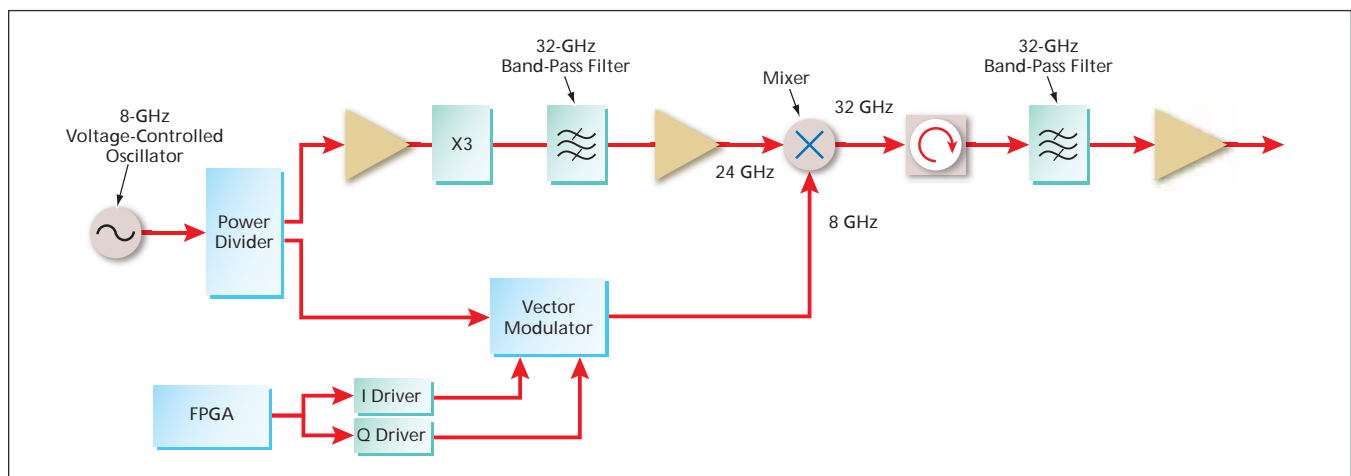 8-GHz
Voltage-Controlled
Oscillator
Power
Divider
X3
32-GHz
Band-Pass Filter
24 GHz
Mixer
32 GHz
8 GHz
32-GHz
Band-Pass Filter
Vector
Modulator
FPGA
I Driver
Q Driver